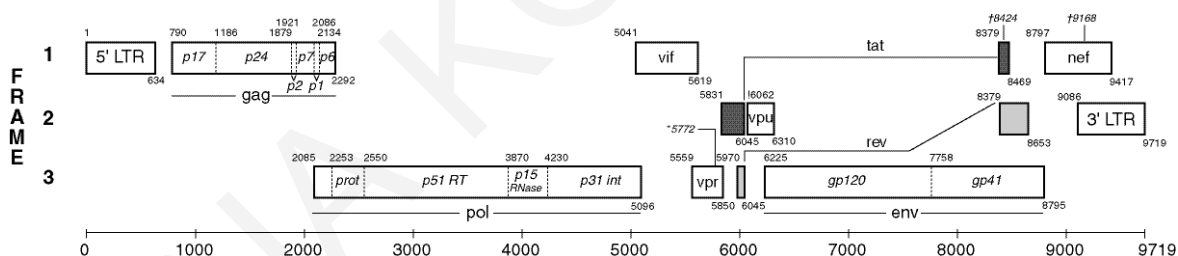 1921 2086 †8424 †9168
1 790 1186 1879 2134 5041 8379 8797
1 5' LTR p17 p24 p7 p6 vif tat nef
634 p2 p1 2292 5619 8469 9417
gag
FRAME
5831 !6062 8379 9086
2 vpu 3' LTR
*5772 6045 6310 rev 8653 9719
2085 2253 2550 3870 4230 5559 5970 6225 7758
3 prot p51 RT p15 RNase p31 int vpr gp120 gp41
5096 5850 6045 8795
pol env
0 1000 2000 3000 4000 5000 6000 7000 8000 9000 9719